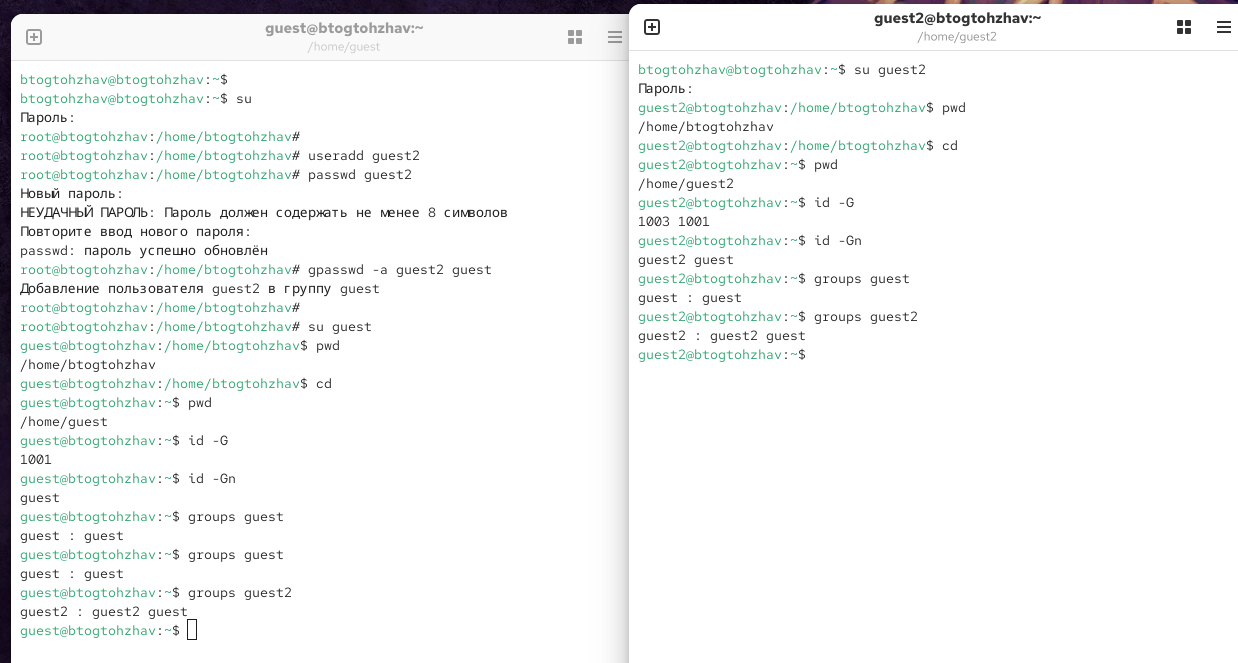 guest@btogtohzhav:~
/home/guest
btogtohzhav@btogtohzhav:~$
btogtohzhav@btogtohzhav:~$ su
Пароль:
root@btogtohzhav:/home/btogtohzhav#
root@btogtohzhav:/home/btogtohzhav# useradd guest2
root@btogtohzhav:/home/btogtohzhav# passwd guest2
Новый пароль:
НЕУДАЧНЫЙ ПАРОЛЬ: Пароль должен содержать не менее 8 символов
Повторите ввод нового пароля:
passwd: пароль успешно обновлён
root@btogtohzhav:/home/btogtohzhav# gpasswd -a guest2 guest
Добавление пользователя guest2 в группу guest
root@btogtohzhav:/home/btogtohzhav#
root@btogtohzhav:/home/btogtohzhav# su guest
guest@btogtohzhav:/home/btogtohzhav$ pwd
/home/btogtohzhav
guest@btogtohzhav:/home/btogtohzhav$ cd
guest@btogtohzhav:~$ pwd
/home/guest
guest@btogtohzhav:~$ id -G
1001
guest@btogtohzhav:~$ id -Gn
guest
guest@btogtohzhav:~$ groups guest
guest : guest
guest@btogtohzhav:~$ groups guest
guest : guest
guest@btogtohzhav:~$ groups guest2
guest2 : guest2 guest
guest@btogtohzhav:~$
guest2@btogtohzhav:~
/home/guest2
btogtohzhav@btogtohzhav:~$ su guest2
Пароль:
guest2@btogtohzhav:/home/btogtohzhav$ pwd
/home/btogtohzhav
guest2@btogtohzhav:/home/btogtohzhav$ cd
guest2@btogtohzhav:~$ pwd
/home/guest2
guest2@btogtohzhav:~$ id -G
1003 1001
guest2@btogtohzhav:~$ id -Gn
guest2 guest
guest2@btogtohzhav:~$ groups guest
guest : guest
guest2@btogtohzhav:~$ groups guest2
guest2 : guest2 guest
guest2@btogtohzhav:~$